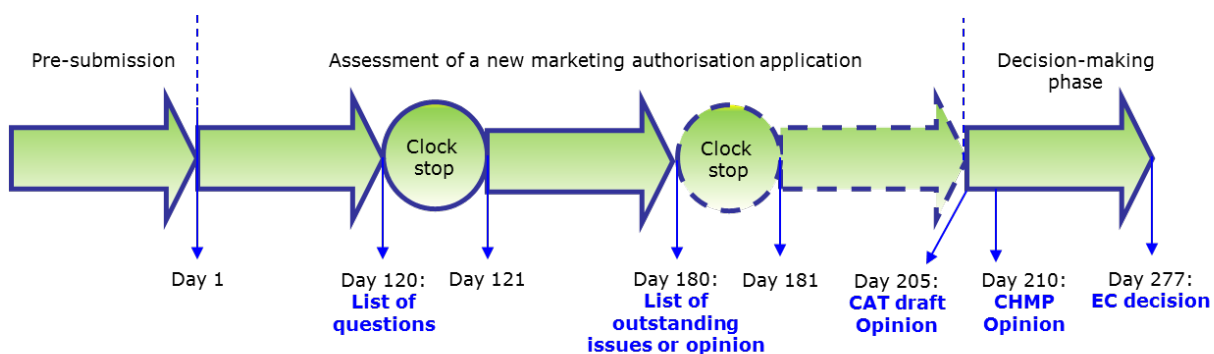 Pre-submission
Assessment of a new marketing authorisation application
Decision-making
phase
Clock
stop
Clock
stop
Day 1
Day 120:
List of
questions
Day 121
Day 180:
List of
outstanding
issues or opinion
Day 181
Day 205:
CAT draft
Opinion
Day 210:
CHMP
Opinion
Day 277:
EC decision